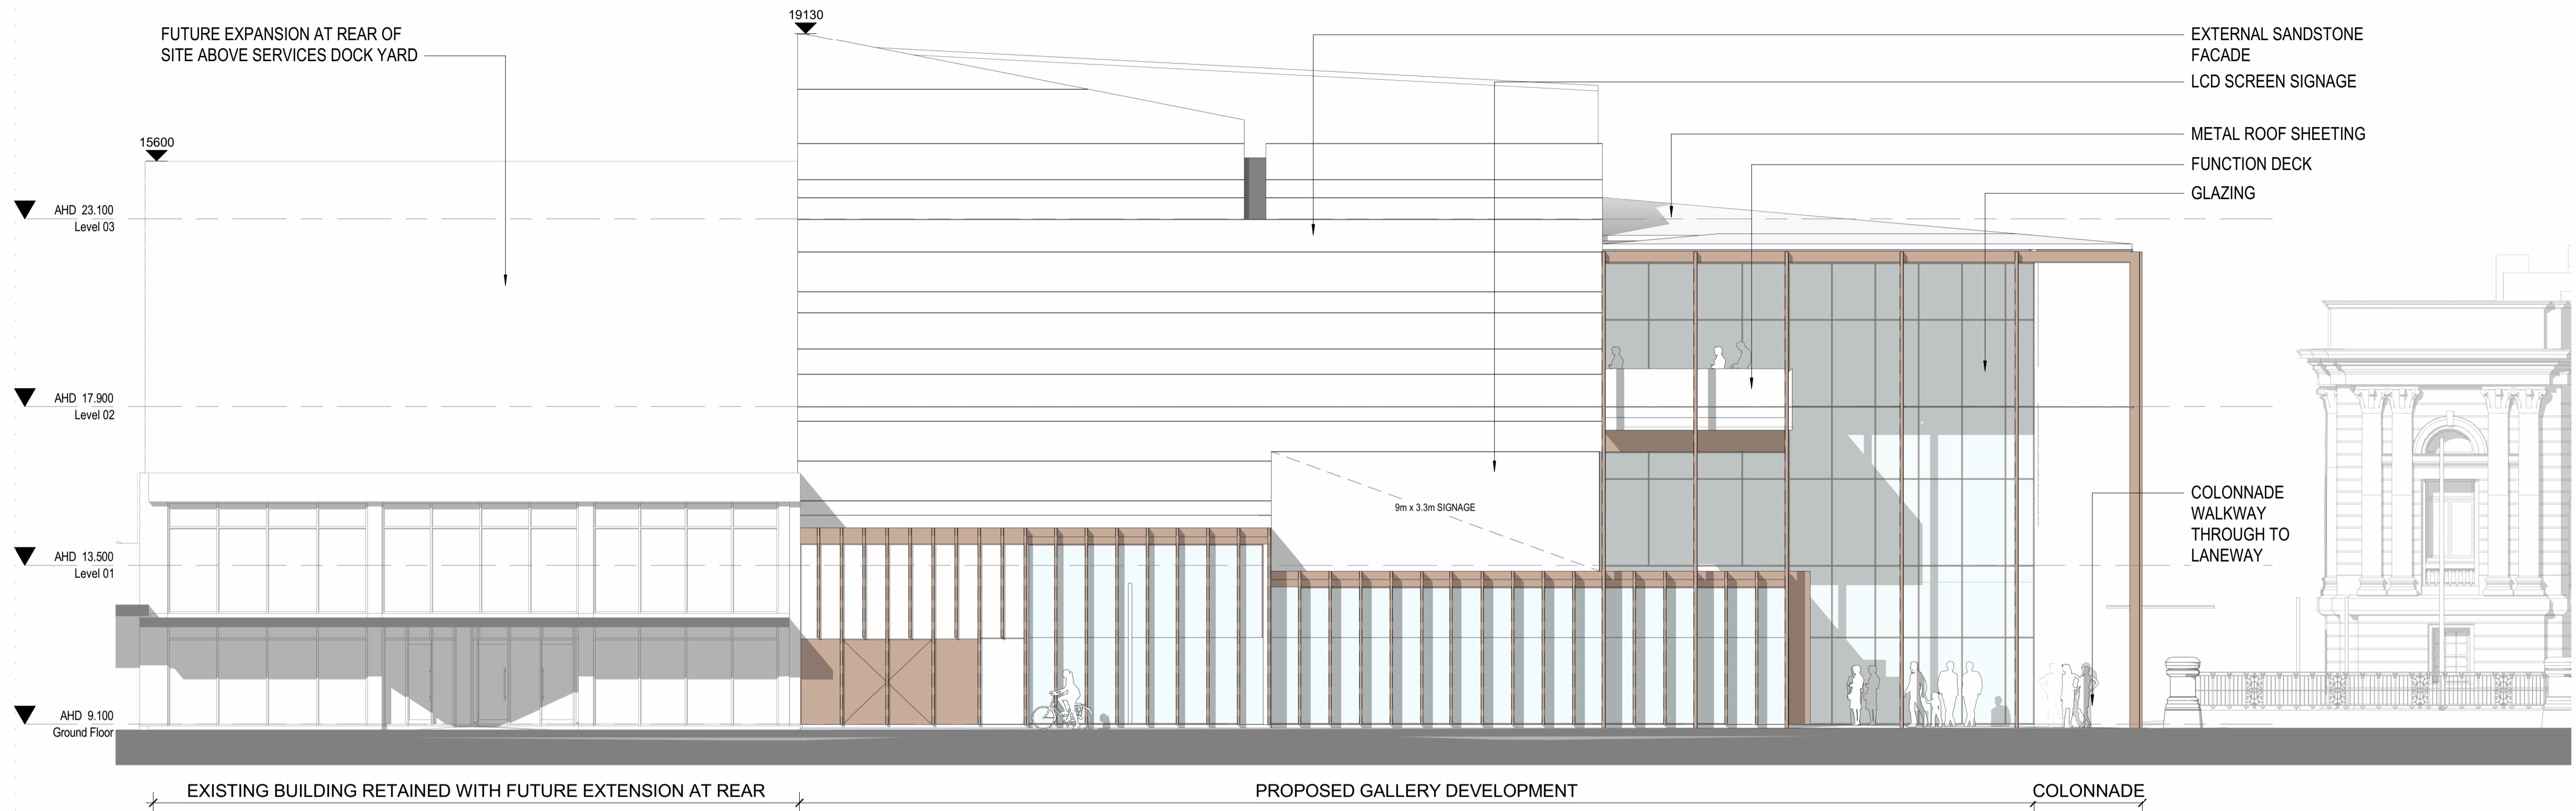 19130
FUTURE EXPANSION AT REAR OF
SITE ABOVE SERVICES DOCK YARD
EXTERNAL SANDSTONE
FACADE
LCD SCREEN SIGNAGE
METAL ROOF SHEETING
FUNCTION DECK
GLAZING
15600
AHD 23.100
Level 03
AHD 17.900
Level 02
9m x 3.3m SIGNAGE
COLONNADE
WALKWAY
THROUGH TO
LANEWAY
AHD 13.500
Level 01
AHD 9.100
Ground Floor
EXISTING BUILDING RETAINED WITH FUTURE EXTENSION AT REAR
PROPOSED GALLERY DEVELOPMENT
COLONNADE